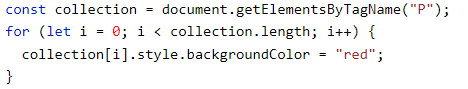 const collection = document.getElementsByTagName("P");
for (let i = 0; i < collection.length; i++) {
  collection[i].style.backgroundColor = "red";
}